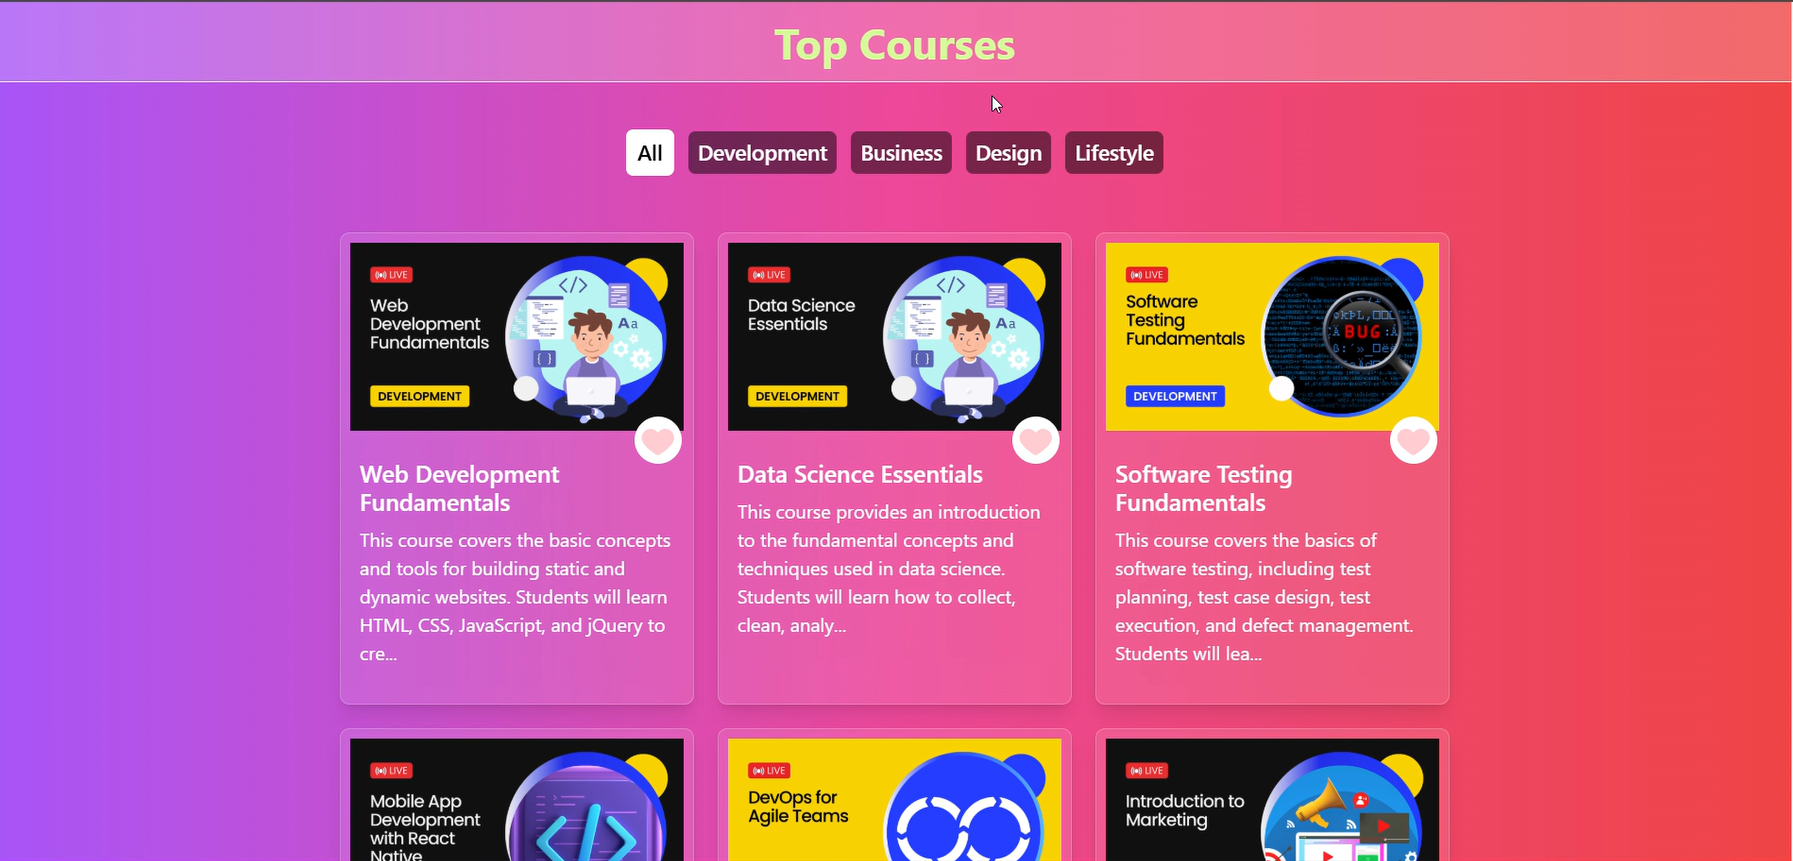 Top Courses
All
Development
Business
Design
Lifestyle
LIVE
Web
Development
Fundamentals
DEVELOPMENT
Web Development
Fundamentals
This course covers the basic concepts
and tools for building static and
dynamic websites. Students will learn
HTML, CSS, JavaScript, and jQuery to
cre...
LIVE
Data Science
Essentials
DEVELOPMENT
Data Science Essentials
This course provides an introduction
to the fundamental concepts and
techniques used in data science.
Students will learn how to collect,
clean, analy...
LIVE
Software
Testing
Fundamentals
DEVELOPMENT
BUG
Software Testing
Fundamentals
This course covers the basics of
software testing, including test
planning, test case design, test
execution, and defect management.
Students will lea...
LIVE
Mobile App
Development
with React
Native
LIVE
DevOps for
Agile Teams
LIVE
Introduction to
Marketing